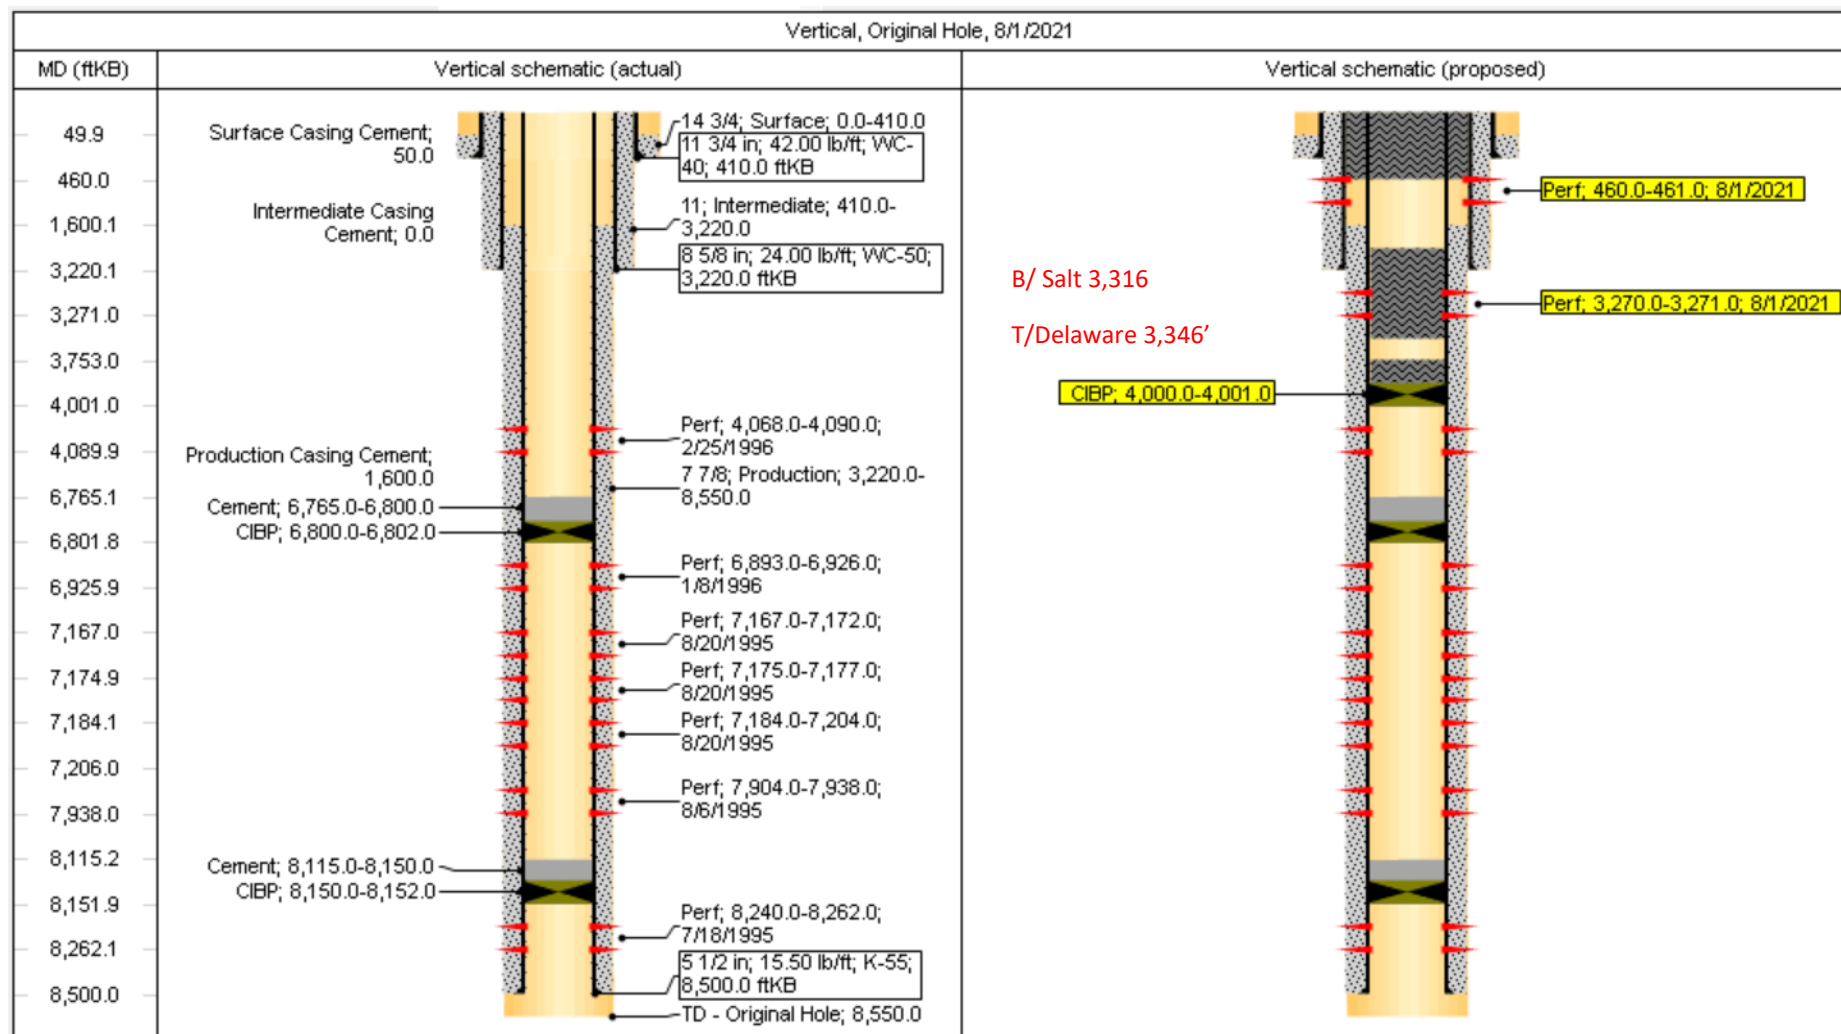 Vertical, Original Hole, 8/1/2021
MD (ftKB)
Vertical schematic (actual)
Vertical schematic (proposed)
49.9
460.0
1,600.1
3,220.1
3,271.0
3,753.0
4,001.0
4,089.9
6,765.1
6,801.8
6,925.9
7,167.0
7,174.9
7,184.1
7,206.0
7,938.0
8,115.2
8,151.9
8,262.1
8,500.0
Surface Casing Cement;
50.0
Intermediate Casing
Cement; 0.0
Production Casing Cement;
1,600.0
Cement; 6,765.0-6,800.0
CIBP; 6,800.0-6,802.0
Cement; 8,115.0-8,150.0
CIBP; 8,150.0-8,152.0
14 3/4; Surface; 0.0-410.0
11 3/4 in; 42.00 lb/ft; WC-
40; 410.0 ftKB
11; Intermediate; 410.0-
3,220.0
8 5/8 in; 24.00 lb/ft; WC-50;
3,220.0 ftKB
Perf; 4,068.0-4,090.0;
2/25/1996
7 7/8; Production; 3,220.0-
8,550.0
Perf; 6,893.0-6,926.0;
1/8/1996
Perf; 7,167.0-7,172.0;
8/20/1995
Perf; 7,175.0-7,177.0;
8/20/1995
Perf; 7,184.0-7,204.0;
8/20/1995
Perf; 7,904.0-7,938.0;
8/6/1995
Perf; 8,240.0-8,262.0;
7/18/1995
5 1/2 in; 15.50 lb/ft; K-55;
8,500.0 ftKB
TD - Original Hole; 8,550.0
Perf; 460.0-461.0; 8/1/2021
B/ Salt 3,316
Perf; 3,270.0-3,271.0; 8/1/2021
T/Delaware 3,346’
CIBP; 4,000.0-4,001.0